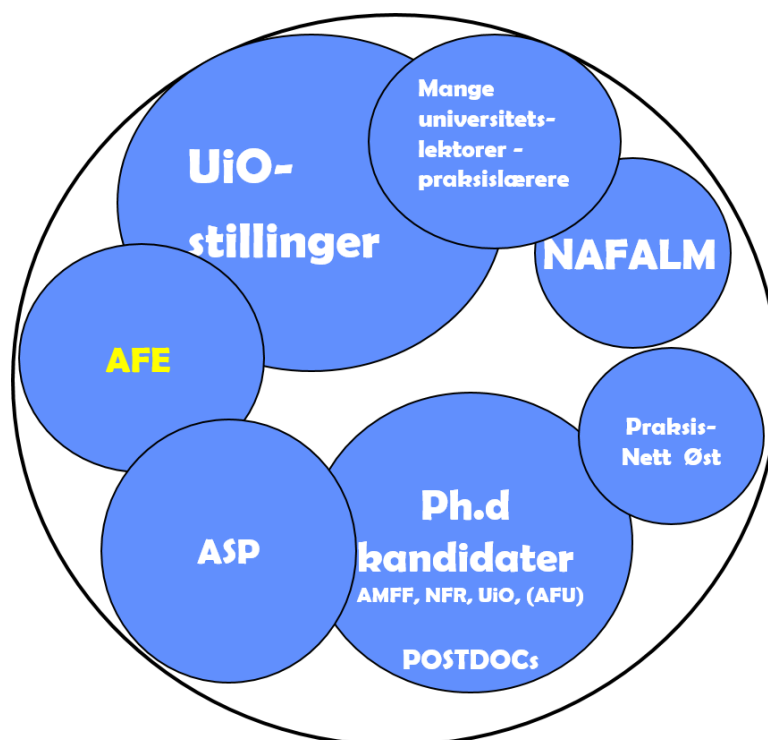 UiO-
stillinger
Mange
universitets-
lektorer -
praksislærere
NAFALM
AFE
Praksis-
Nett Øst
ASP
Ph.d
kandidater
AMFF, NFR, UiO, (AFU)
POSTDOCs